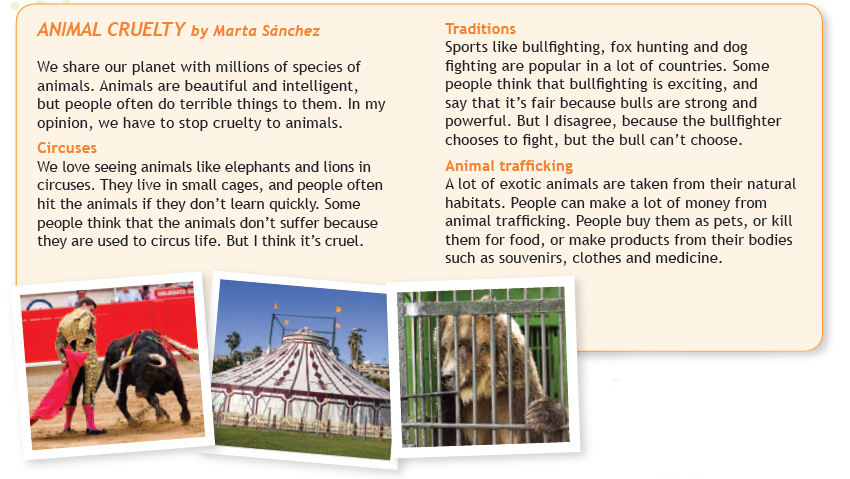 ANIMAL CRUELTY by Marta Sánchez
We share our planet with millions of species of
animals. Animals are beautiful and intelligent,
but people often do terrible things to them. In my
opinion, we have to stop cruelty to animals.
Circuses
We love seeing animals like elephants and lions in
circuses. They live in small cages, and people often
hit the animals if they don't learn quickly. Some
people think that the animals don't suffer because
they are used to circus life. But I think it's cruel.
Traditions
Sports like bullfighting, fox hunting and dog
fighting are popular in a lot of countries. Some
people think that bullfighting is exciting, and
say that it's fair because bulls are strong and
powerful. But I disagree, because the bullfighter
chooses to fight, but the bull can't choose.
Animal trafficking
A lot of exotic animals are taken from their natural
habitats. People can make a lot of money from
animal trafficking. People buy them as pets, or kill
them for food, or make products from their bodies
such as souvenirs, clothes and medicine.